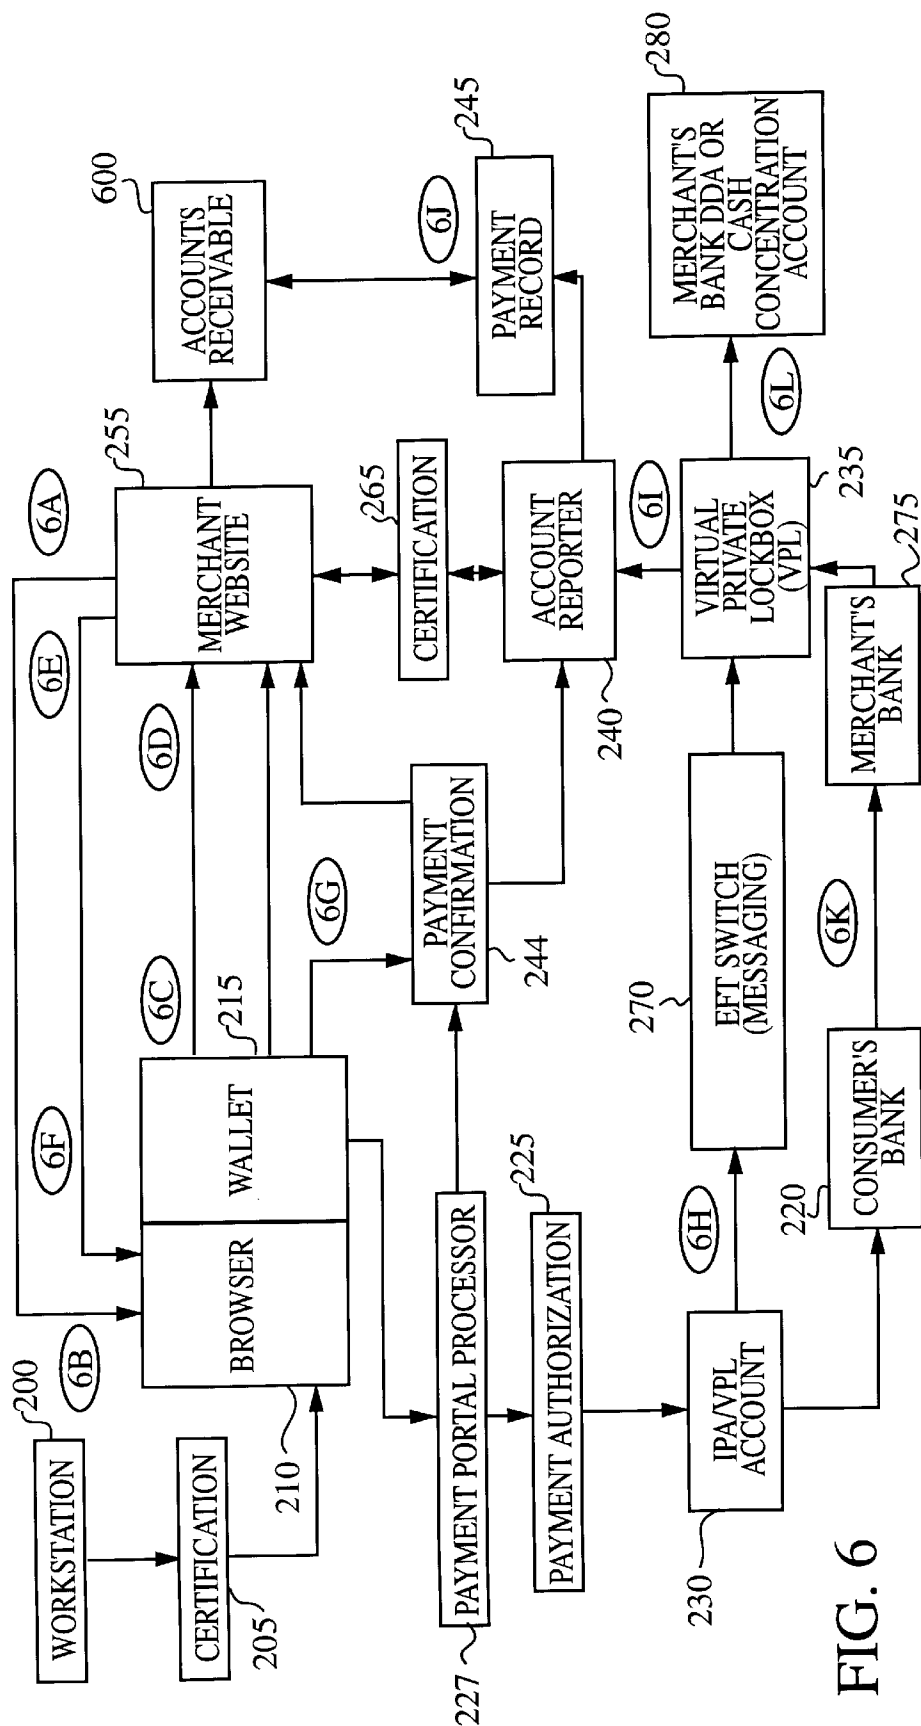 WORKSTATION
200
CERTIFICATION
205
6B
6F
6E
6A
BROWSER
210
WALLET
215
6C
6D
MERCHANT
WEBSITE
255
ACCOUNTS
RECEIVABLE
600
6G
PAYMENT
CONFIRMATION
244
CERTIFICATION
265
6J
PAYMENT PORTAL PROCESSOR
227
PAYMENT AUTHORIZATION
225
ACCOUNT
REPORTER
240
PAYMENT
RECORD
245
6I
IPA/VPL
ACCOUNT
230
6H
EFT SWITCH
(MESSAGING)
270
VIRTUAL
PRIVATE
LOCKBOX
(VPL)
235
6L
MERCHANT'S
BANK DDA OR
CASH
CONCENTRATION
ACCOUNT
280
CONSUMER'S
BANK
220
6K
MERCHANT'S
BANK
275
FIG. 6